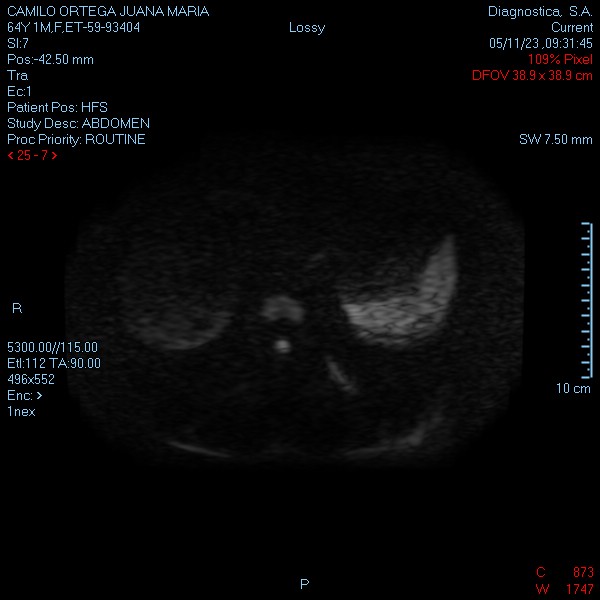 CAMILO ORTEGA JUANA MARIA
64Y 1M,F,ET-59-93404
Sl:7
Pos:-42.50 mm
Tra
Ec:1
Patient Pos: HFS
Study Desc: ABDOMEN
Proc Priority: ROUTINE
< 25 - 7 >
Lossy
Diagnostica, S.A.
Current
05/11/23 ,09:31:45
109% Pixel
DFOV 38.9 x 38.9 cm
SW 7.50 mm
R
5300.00//115.00
Etl:112 TA:90.00
496x552
Enc: >
1nex
10 cm
P
C 873
W 1747